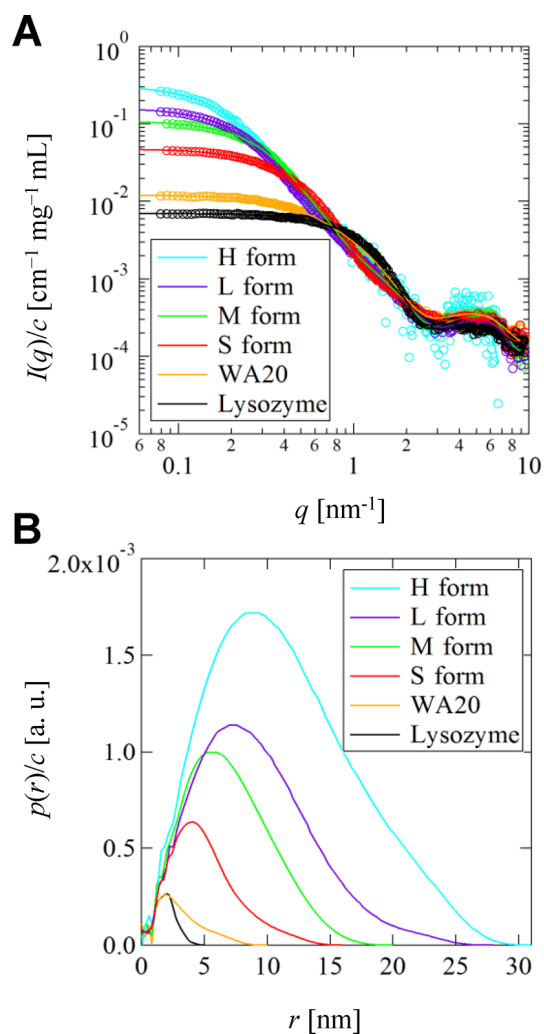 A
I(q)/c [cm⁻¹ mg⁻¹ mL]
10⁰
10⁻¹
10⁻²
10⁻³
10⁻⁴
10⁻⁵
H form
L form
M form
S form
WA20
Lysozyme
6 8 2 4 6 8 2 4 6 8
0.1 1 10
q [nm⁻¹]
B
p(r)/c [a. u.]
2.0x10⁻³
1.5
1.0
0.5
0.0
H form
L form
M form
S form
WA20
Lysozyme
0 5 10 15 20 25 30
r [nm]